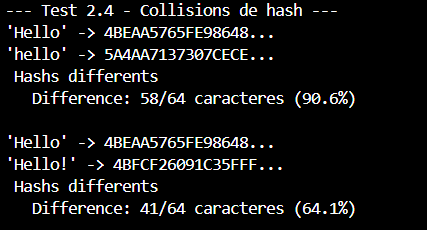 --- Test 2.4 - Collisions de hash ---
'Hello' -> 4BEAA5765FE98648...
'hello' -> 5A4AA7137307CECE...
Hashs differents
Difference: 58/64 caracteres (90.6%)
'Hello' -> 4BEAA5765FE98648...
'Hello!' -> 4BFCF26091C35FFF...
Hashs differents
Difference: 41/64 caracteres (64.1%)